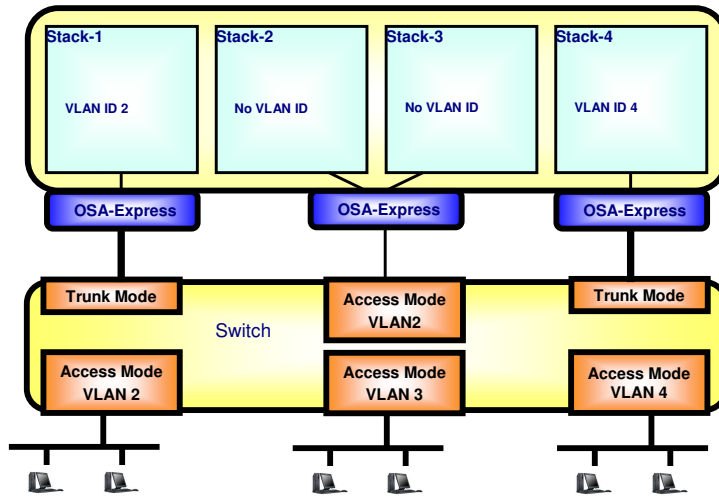 Stack-1
Stack-2
Stack-3
Stack-4
VLAN ID 2
No VLAN ID
No VLAN ID
VLAN ID 4
OSA-Express
OSA-Express
OSA-Express
Trunk Mode
Access Mode
VLAN2
Trunk Mode
Switch
Access Mode
VLAN 2
Access Mode
VLAN 3
Access Mode
VLAN 4